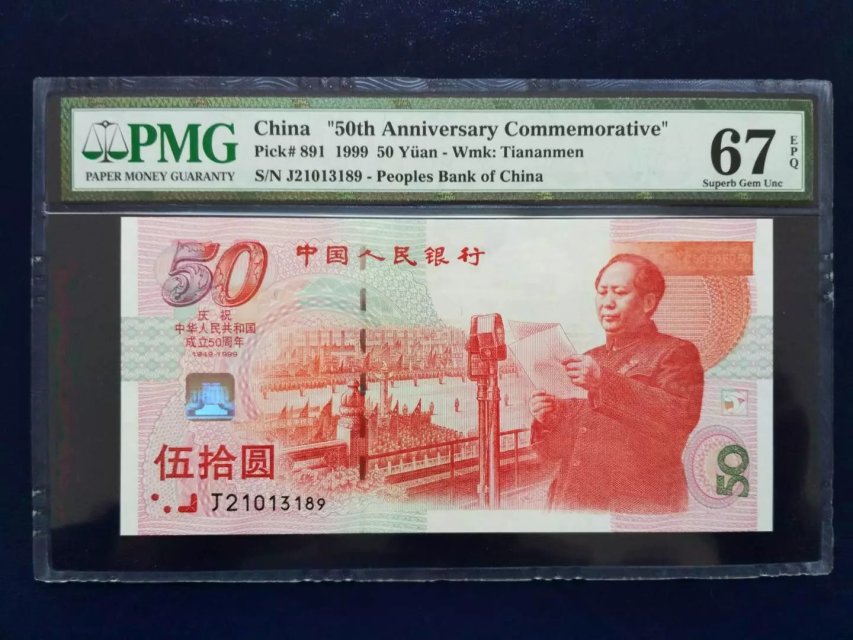 PMG
PAPER MONEY GUARANTY
China "50th Anniversary Commemorative"
Pick# 891 1999 50 Yüan - Wmk: Tiananmen
S/N J21013189 - Peoples Bank of China
67
EPQ
Superb Gem Unc
50
中国人民银行
庆祝
中华人民共和国
成立50周年
1949-1999
伍拾圆
J21013189
50